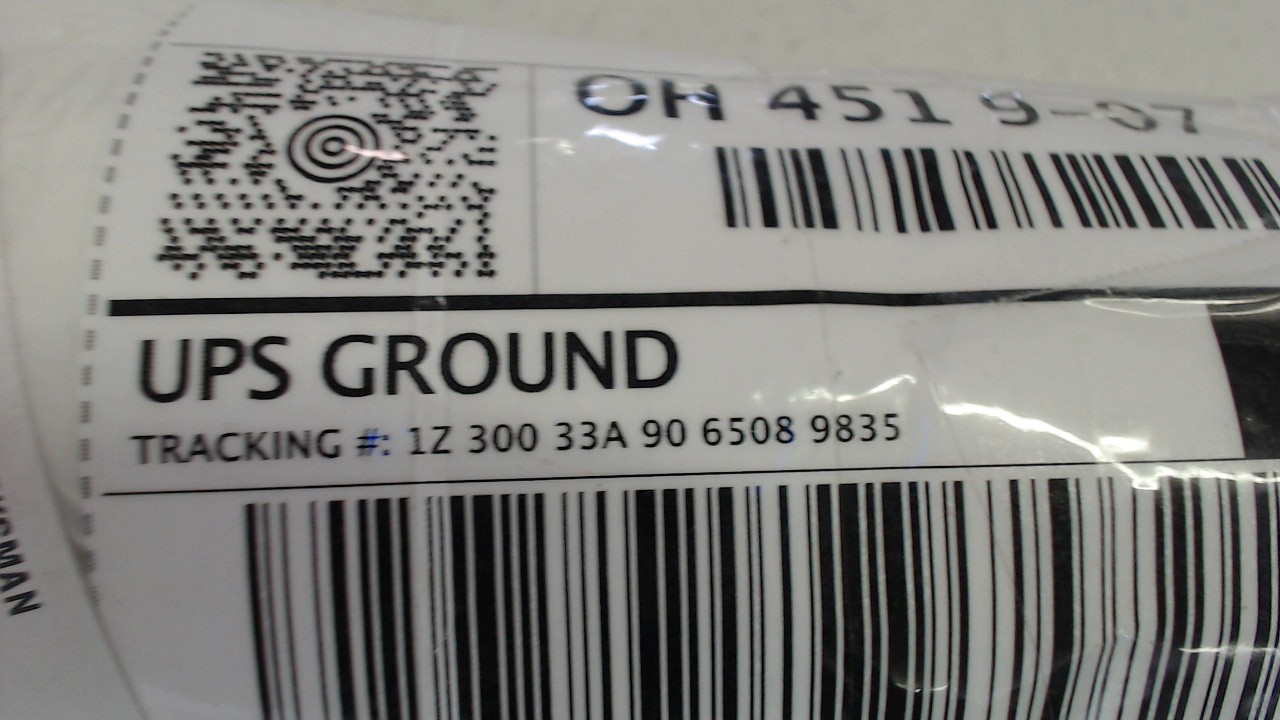 OH 451 9-07
UPS GROUND
TRACKING #: 1Z 300 33A 90 6508 9835